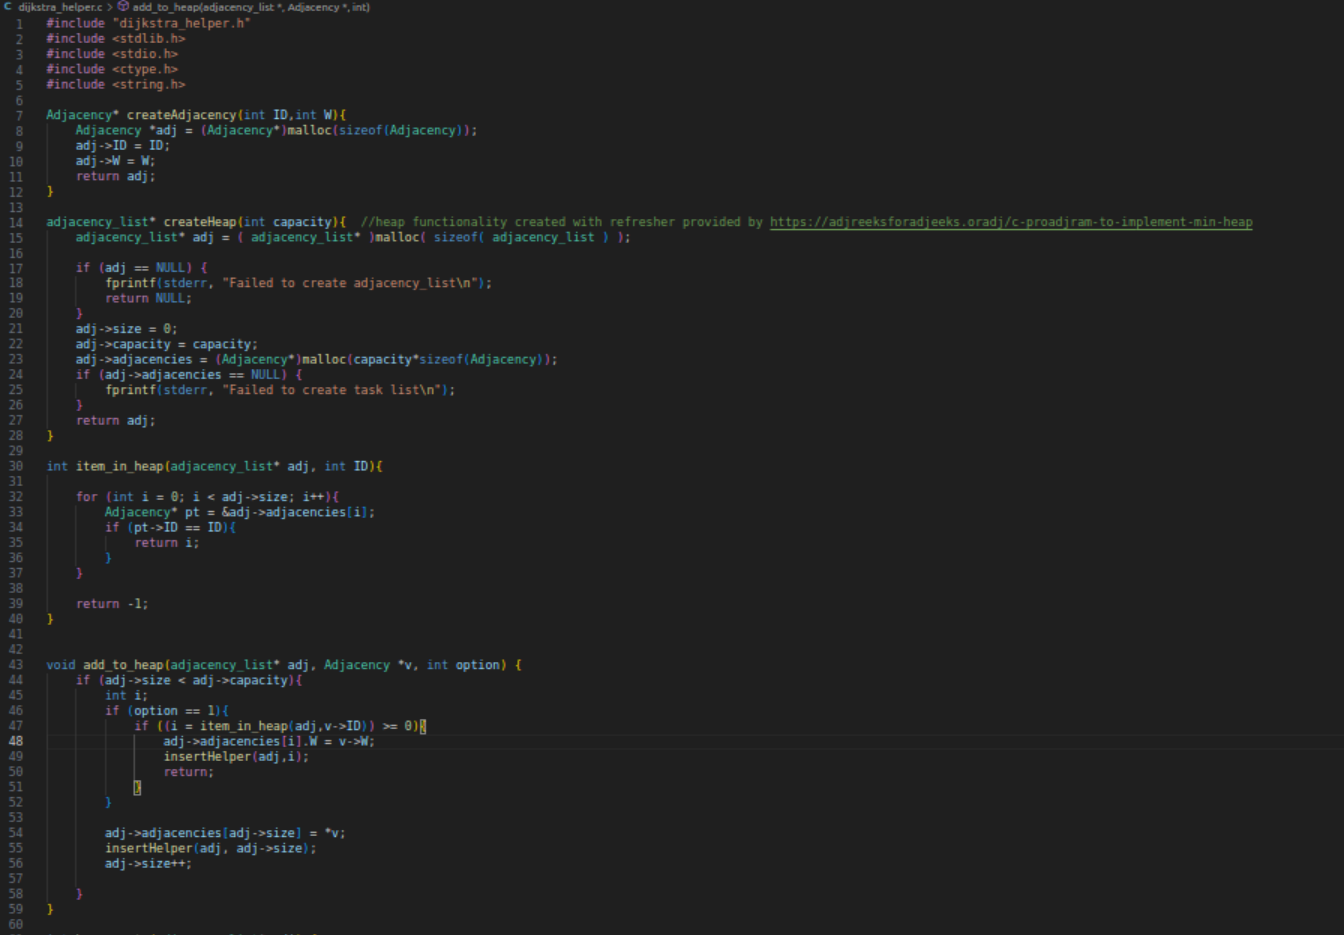 dijkstra_helper.c > add_to_heap(adjacency_list *, Adjacency *, int)
1 #include "dijkstra_helper.h"
2 #include <stdlib.h>
3 #include <stdio.h>
4 #include <ctype.h>
5 #include <string.h>
6
7 Adjacency* createAdjacency(int ID,int W){
8     Adjacency *adj = (Adjacency*)malloc(sizeof(Adjacency));
9     adj->ID = ID;
10     adj->W = W;
11     return adj;
12 }
13
14 adjacency_list* createHeap(int capacity){  //heap functionality created with refresher provided by https://adjreeksforadjeeks.oradj/c-proadjram-to-implement-min-heap
15     adjacency_list* adj = ( adjacency_list* )malloc( sizeof( adjacency_list ) );
16
17     if (adj == NULL) {
18         fprintf(stderr, "Failed to create adjacency_list\n");
19         return NULL;
20     }
21     adj->size = 0;
22     adj->capacity = capacity;
23     adj->adjacencies = (Adjacency*)malloc(capacity*sizeof(Adjacency));
24     if (adj->adjacencies == NULL) {
25         fprintf(stderr, "Failed to create task list\n");
26     }
27     return adj;
28 }
29
30 int item_in_heap(adjacency_list* adj, int ID){
31
32     for (int i = 0; i < adj->size; i++){
33         Adjacency* pt = &adj->adjacencies[i];
34         if (pt->ID == ID){
35             return i;
36         }
37     }
38
39     return -1;
40 }
41
42
43 void add_to_heap(adjacency_list* adj, Adjacency *v, int option) {
44     if (adj->size < adj->capacity){
45         int i;
46         if (option == 1){
47             if ((i = item_in_heap(adj,v->ID)) >= 0){
48                 adj->adjacencies[i].W = v->W;
49                 insertHelper(adj,i);
50                 return;
51             }
52         }
53
54         adj->adjacencies[adj->size] = *v;
55         insertHelper(adj, adj->size);
56         adj->size++;
57
58     }
59 }
60